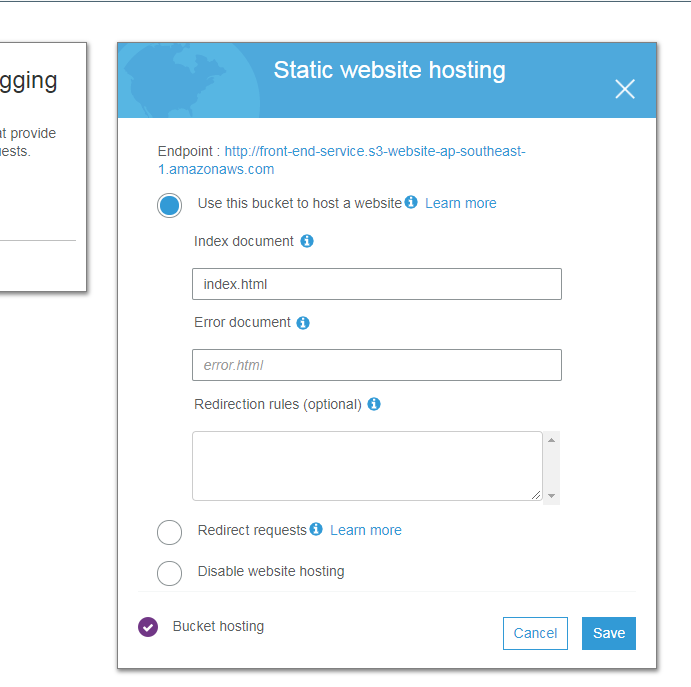 gging
at provide
ests.
Static website hosting
Endpoint : http://front-end-service.s3-website-ap-southeast-
1.amazonaws.com
Use this bucket to host a website Learn more
Index document
index.html
Error document
error.html
Redirection rules (optional)
Redirect requests Learn more
Disable website hosting
Bucket hosting
Cancel Save